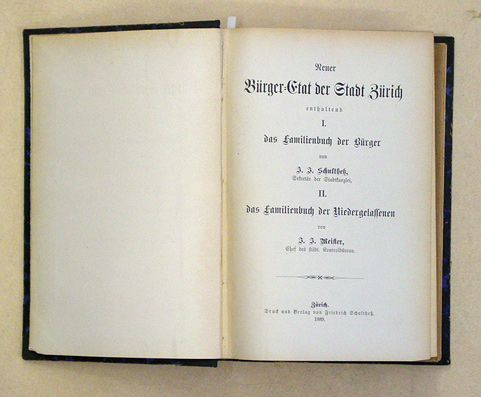 Neuer
Bürger-Etat der Stadt Zürich
enthaltend
I.
das Familienbuch der Bürger
von
J. J. Schultheß,
Sekretär der Stadtkanzlei,
II.
das Familienbuch der Niedergelassenen
von
J. J. Meister,
Chef des städt. Kontrollbureau.
Zürich.
Druck und Verlag von Friedrich Schultheß.
1889.